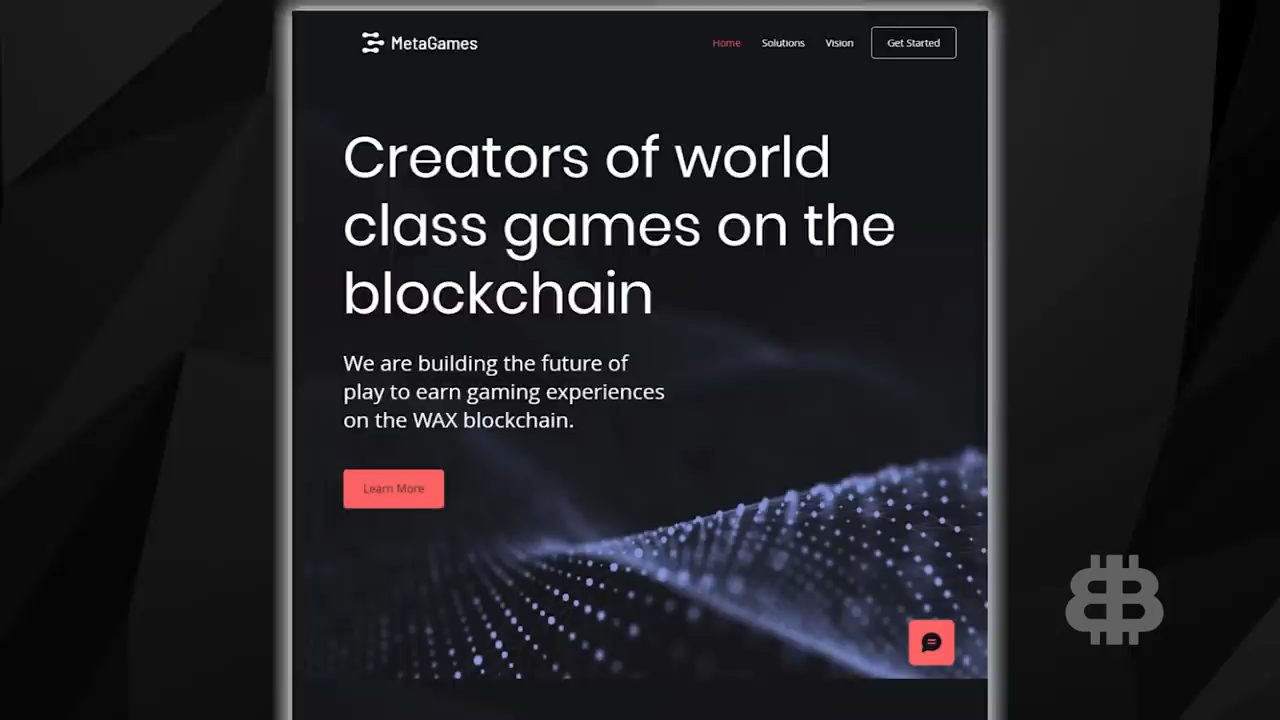 MetaGames
Home Solutions Vision Get Started
Creators of world
class games on the
blockchain
We are building the future of
play to earn gaming experiences
on the WAX blockchain.
Learn More